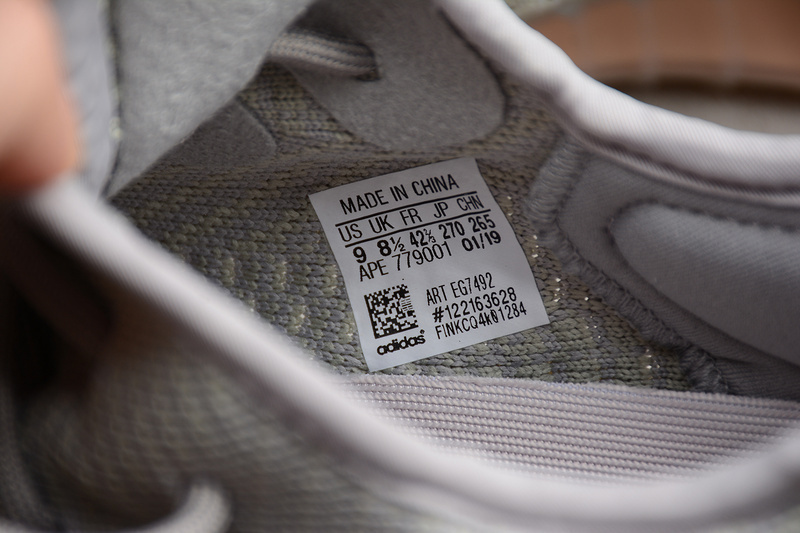 MADE IN CHINA
US UK FR JP CHN
9 8½ 42⅔ 270 265
APE 779001 01/19
ART EG7492
#122163628
FINKCQ4K01284
adidas®